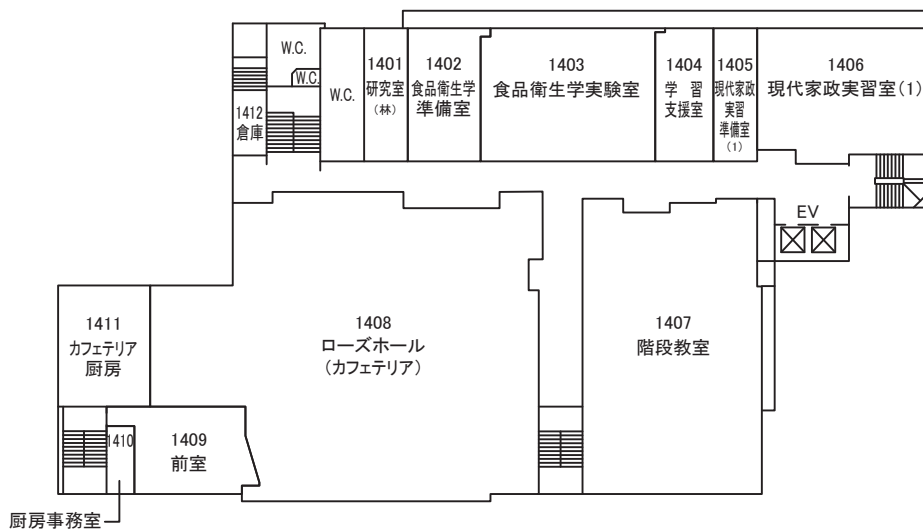 W.C.
W.C.
1412
倉庫
W.C.
1401
研究室
(林)
1402
食品衛生学
準備室
1403
食品衛生学実験室
1404
学 習
支援室
1405
現代家政
実習
準備室
(1)
1406
現代家政実習室(1)
EV
1411
カフェテリア
厨房
1408
ローズホール
(カフェテリア)
1407
階段教室
1410
1409
前室
厨房事務室